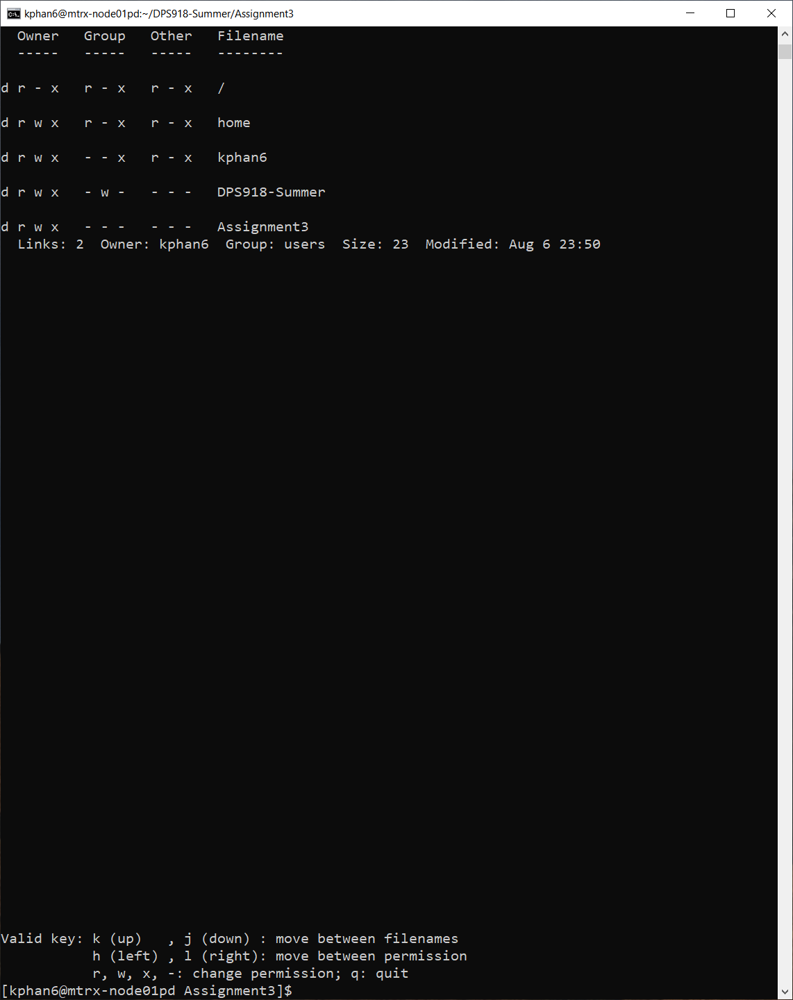 kphan6@mtrx-node01pd:~/DPS918-Summer/Assignment3
  Owner   Group   Other   Filename
  -----   -----   -----   --------
d r - x   r - x   r - x   /
d r w x   r - x   r - x   home
d r w x   - - x   r - x   kphan6
d r w x   - w -   - - -   DPS918-Summer
d r w x   - - -   - - -   Assignment3
  Links: 2  Owner: kphan6  Group: users  Size: 23  Modified: Aug 6 23:50
Valid key: k (up)   , j (down) : move between filenames
           h (left) , l (right): move between permission
           r, w, x, -: change permission; q: quit
[kphan6@mtrx-node01pd Assignment3]$